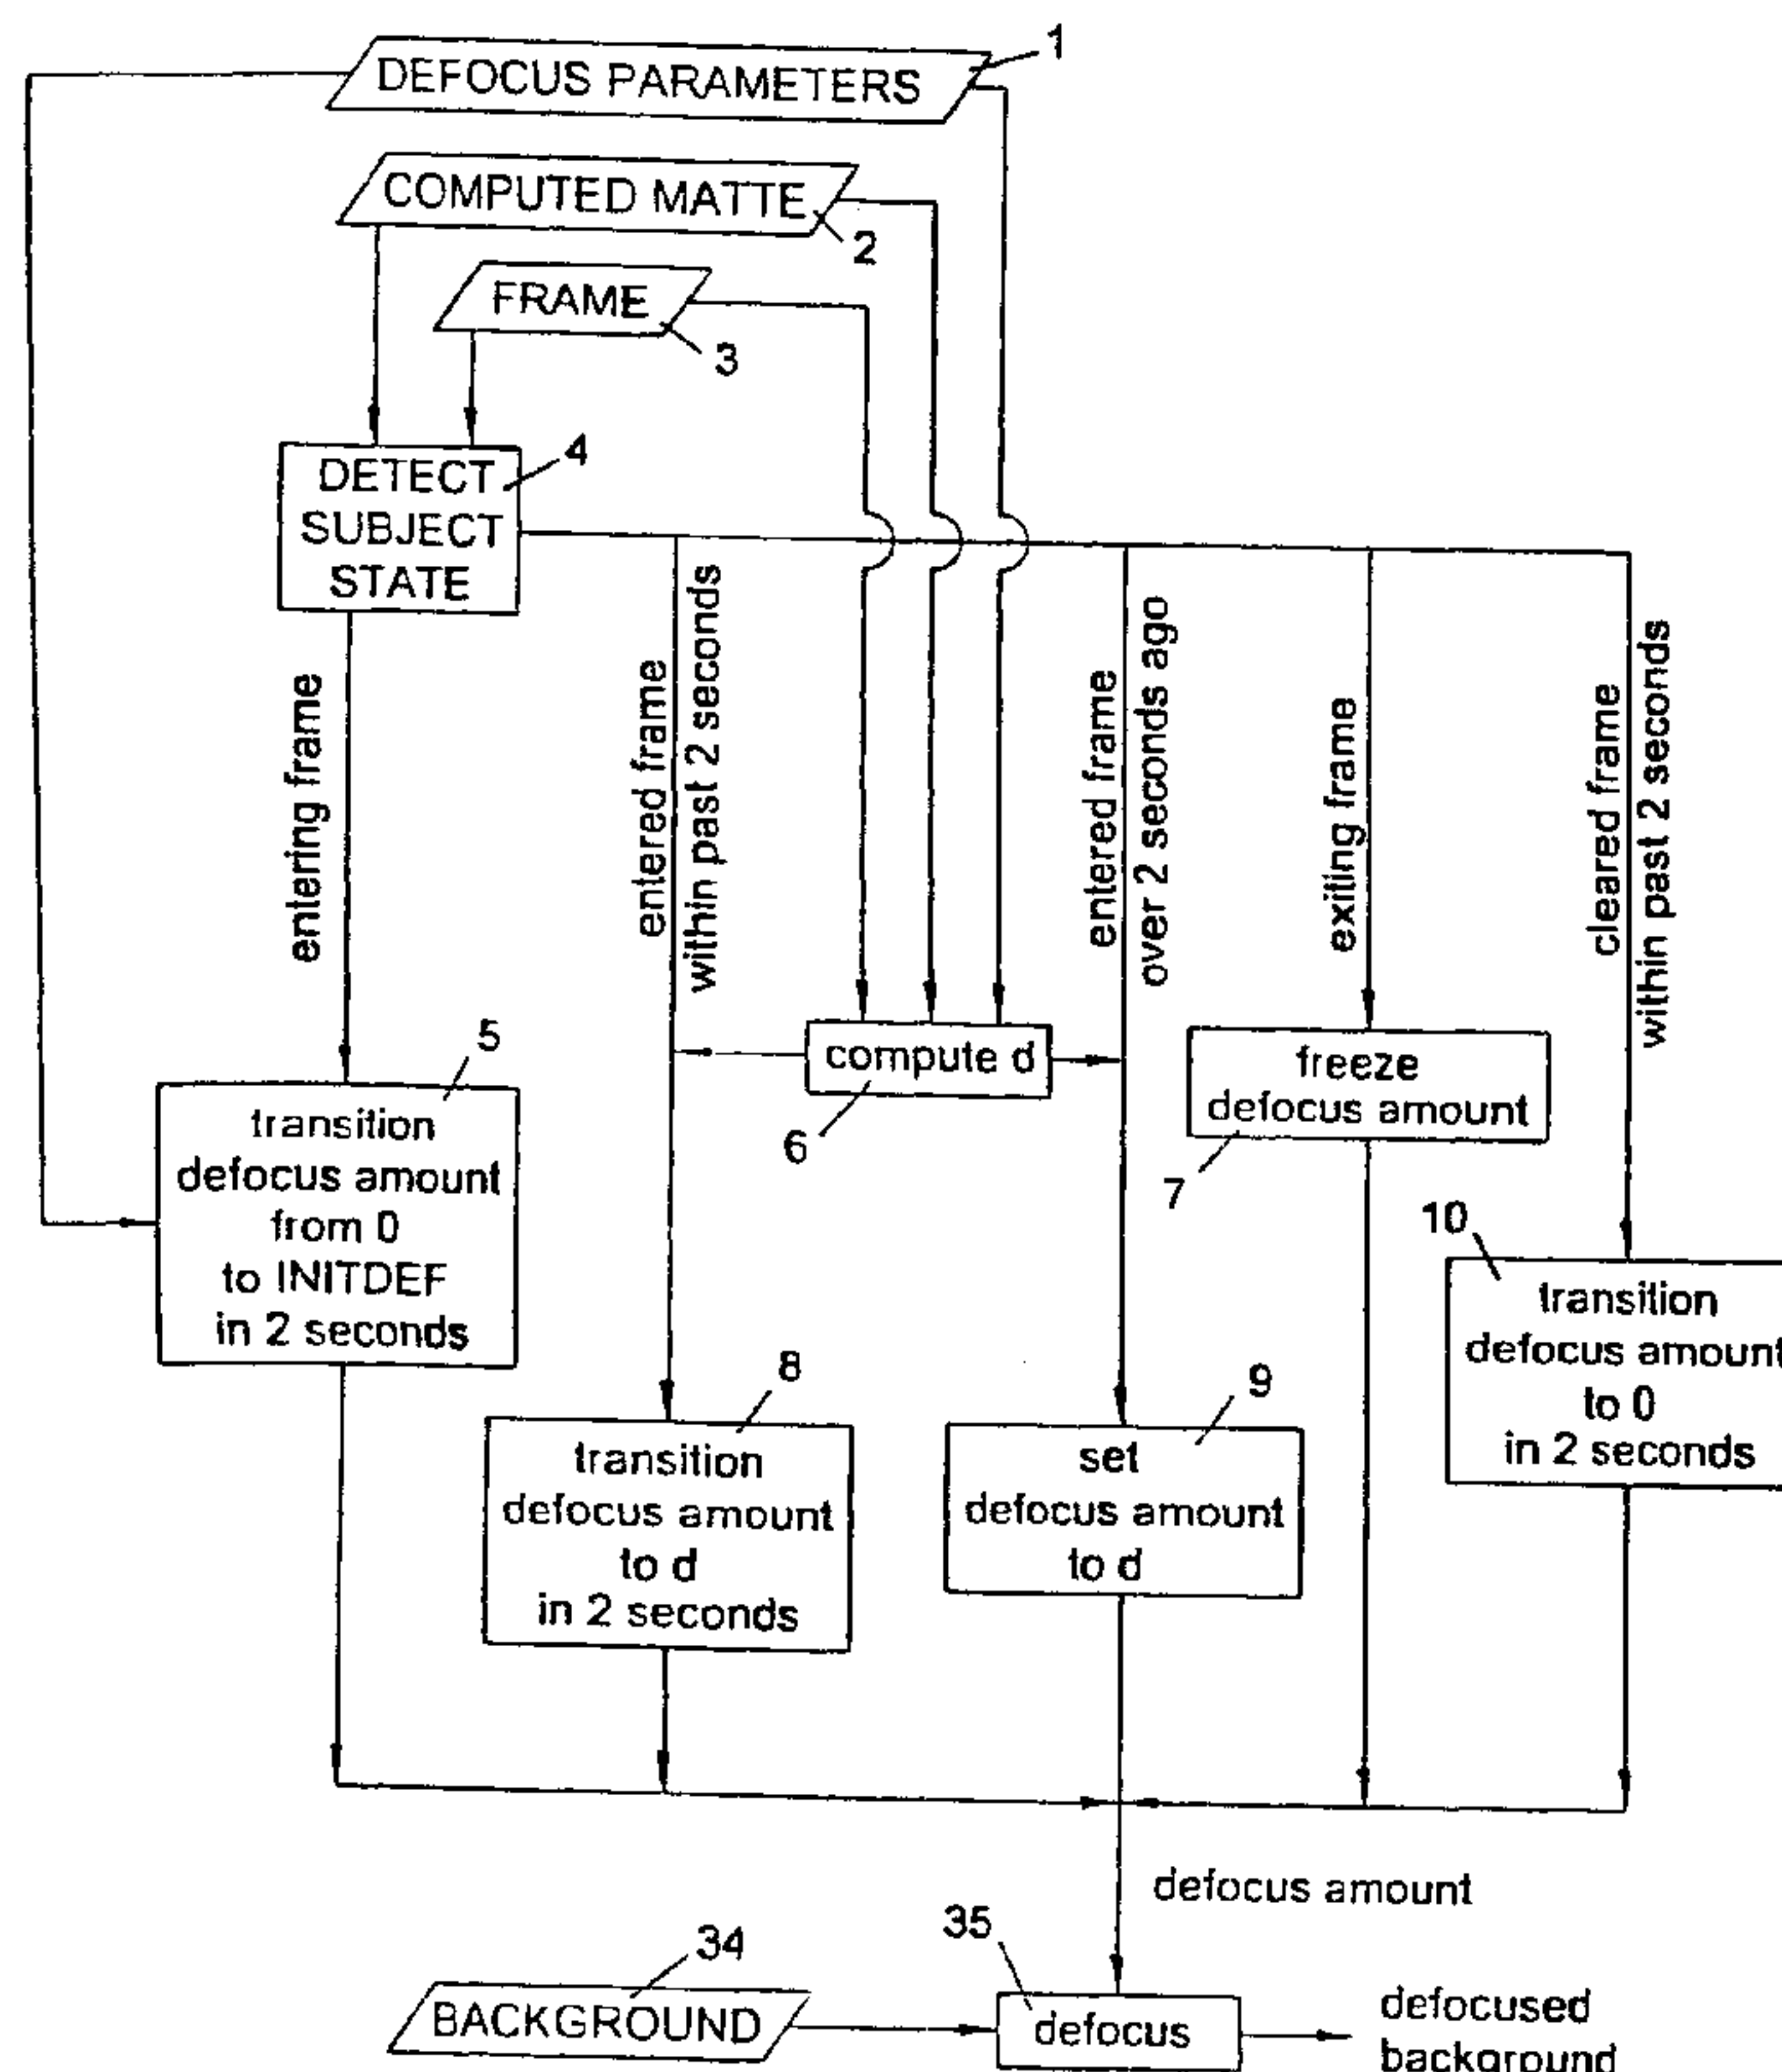 1
DEFOCUS PARAMETERS
COMPUTED MATTE
2
FRAME
3
4
DETECT
SUBJECT
STATE
entering frame
entered frame
within past 2 seconds
entered frame
over 2 seconds ago
exiting frame
cleared frame
within past 2 seconds
5
compute d
6
freeze
defocus amount
7
transition
defocus amount
from 0
to INITDEF
in 2 seconds
10
transition
defocus amount
to 0
in 2 seconds
8
transition
defocus amount
to d
in 2 seconds
9
set
defocus amount
to d
defocus amount
34
BACKGROUND
35
defocus
defocused
background